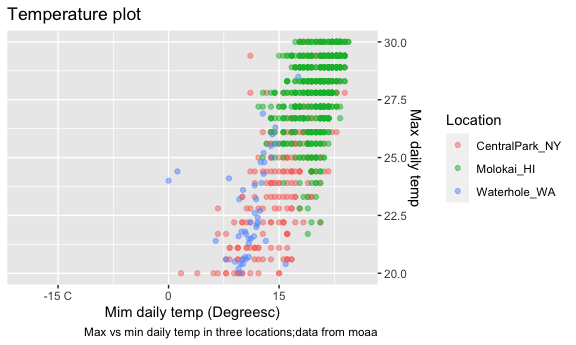 Temperature plot
30.0
27.5
25.0
22.5
20.0
Max daily temp
Location
CentralPark_NY
Molokai_HI
Waterhole_WA
-15 C
0
15
Mim daily temp (Degreesc)
Max vs min daily temp in three locations;data from moaa